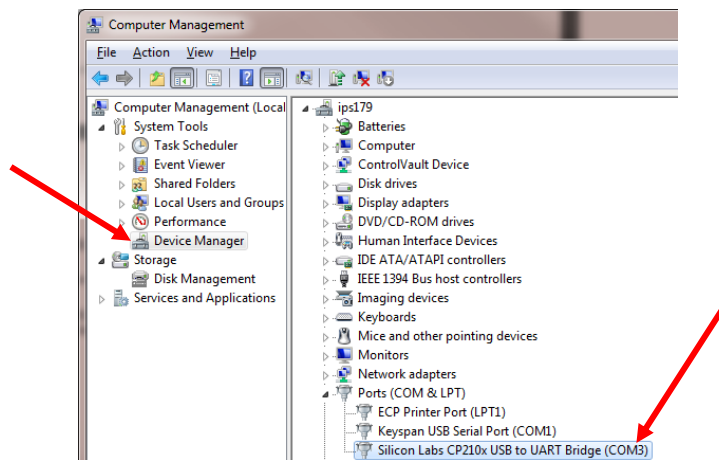 Computer Management
File Action View Help
Computer Management (Local
System Tools
Task Scheduler
Event Viewer
Shared Folders
Local Users and Groups
Performance
Device Manager
Storage
Disk Management
Services and Applications
ips179
Batteries
Computer
ControlVault Device
Disk drives
Display adapters
DVD/CD-ROM drives
Human Interface Devices
IDE ATA/ATAPI controllers
IEEE 1394 Bus host controllers
Imaging devices
Keyboards
Mice and other pointing devices
Monitors
Network adapters
Ports (COM & LPT)
ECP Printer Port (LPT1)
Keyspan USB Serial Port (COM1)
Silicon Labs CP210x USB to UART Bridge (COM3)